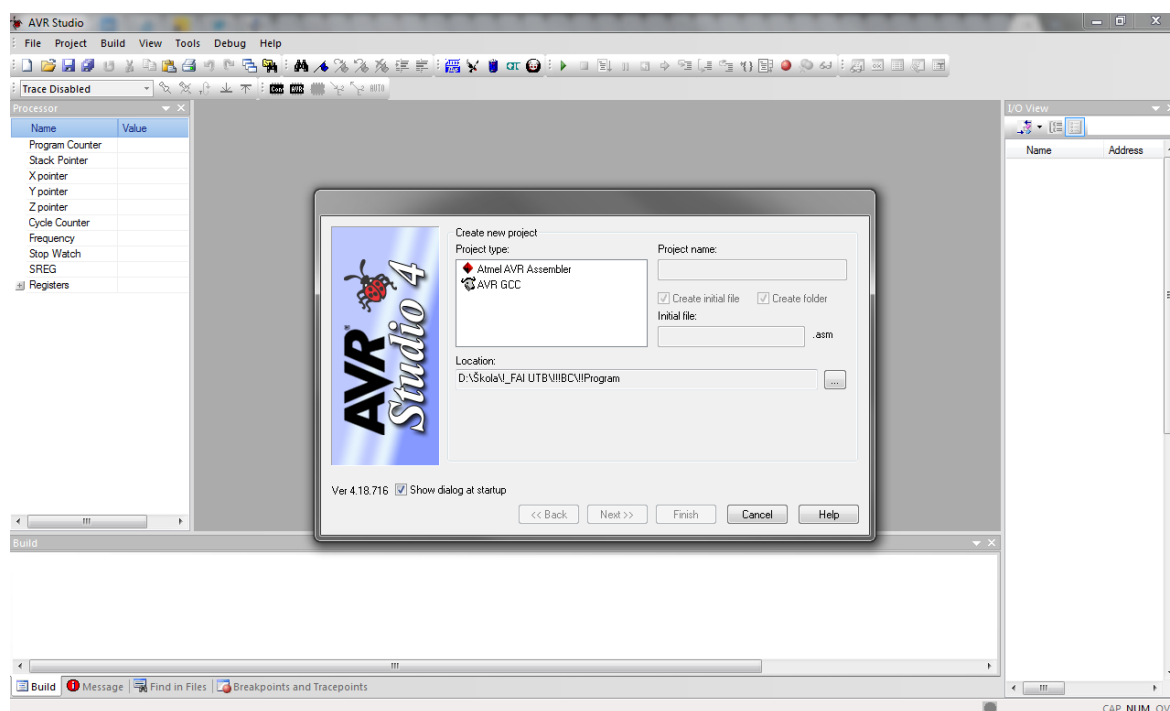 AVR Studio
File Project Build View Tools Debug Help
Trace Disabled
Con AVR AUTO
Processor
Name Value
Program Counter
Stack Pointer
X pointer
Y pointer
Z pointer
Cycle Counter
Frequency
Stop Watch
SREG
Registers
I/O View
Name Address
AVR® Studio 4
Create new project
Project type:
Atmel AVR Assembler
AVR GCC
Project name:
Create initial file Create folder
Initial file:
.asm
Location:
D:\Škola\!_FAI UTB\!!!BC\!!Program
...
Ver 4.18.716 Show dialog at startup
<< Back Next >> Finish Cancel Help
Build
Build Message Find in Files Breakpoints and Tracepoints
CAP NUM OV